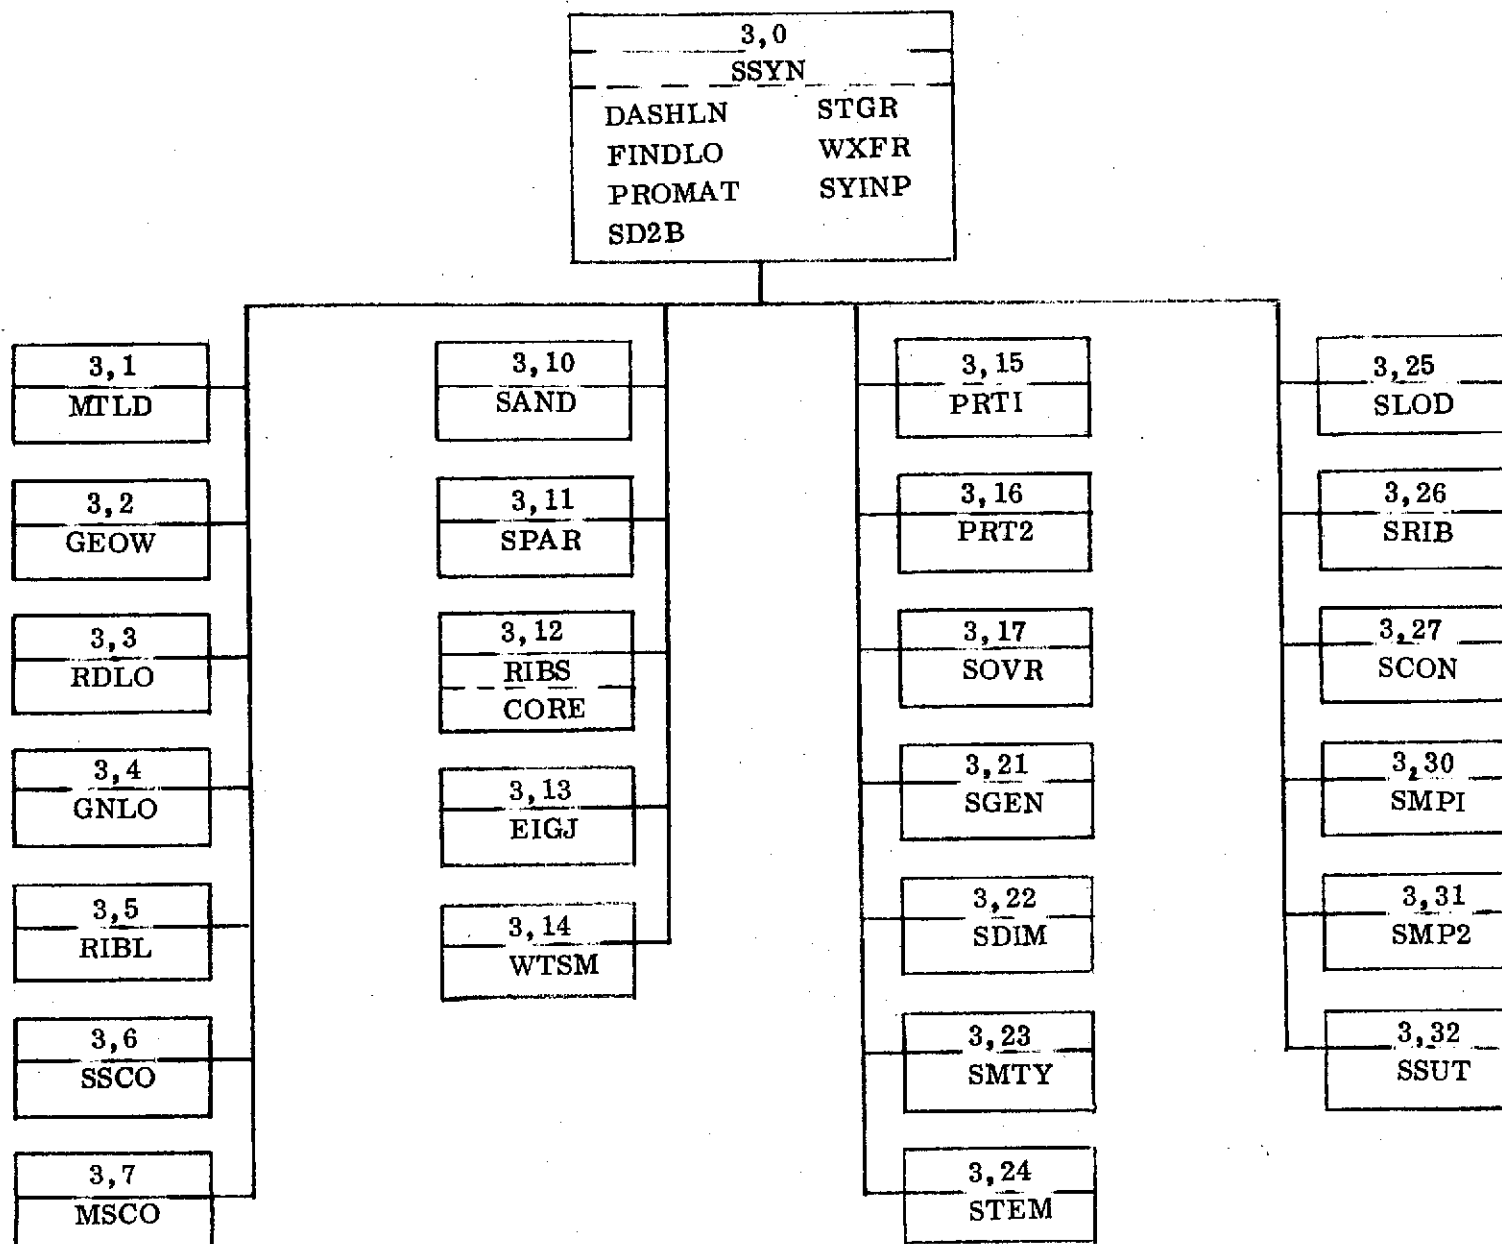 3,0
SSYN
DASHLN STGR
FINDLO WXFR
PROMAT SYINP
SD2B
3,1
MTLD
3,2
GEOW
3,3
RDLO
3,4
GNLO
3,5
RIBL
3,6
SSCO
3,7
MSCO
3,10
SAND
3,11
SPAR
3,12
RIBS
CORE
3,13
EIGJ
3,14
WTSM
3,15
PRTI
3,16
PRT2
3,17
SOVR
3,21
SGEN
3,22
SDIM
3,23
SMTY
3,24
STEM
3,25
SLOD
3,26
SRIB
3,27
SCON
3,30
SMPI
3,31
SMP2
3,32
SSUT